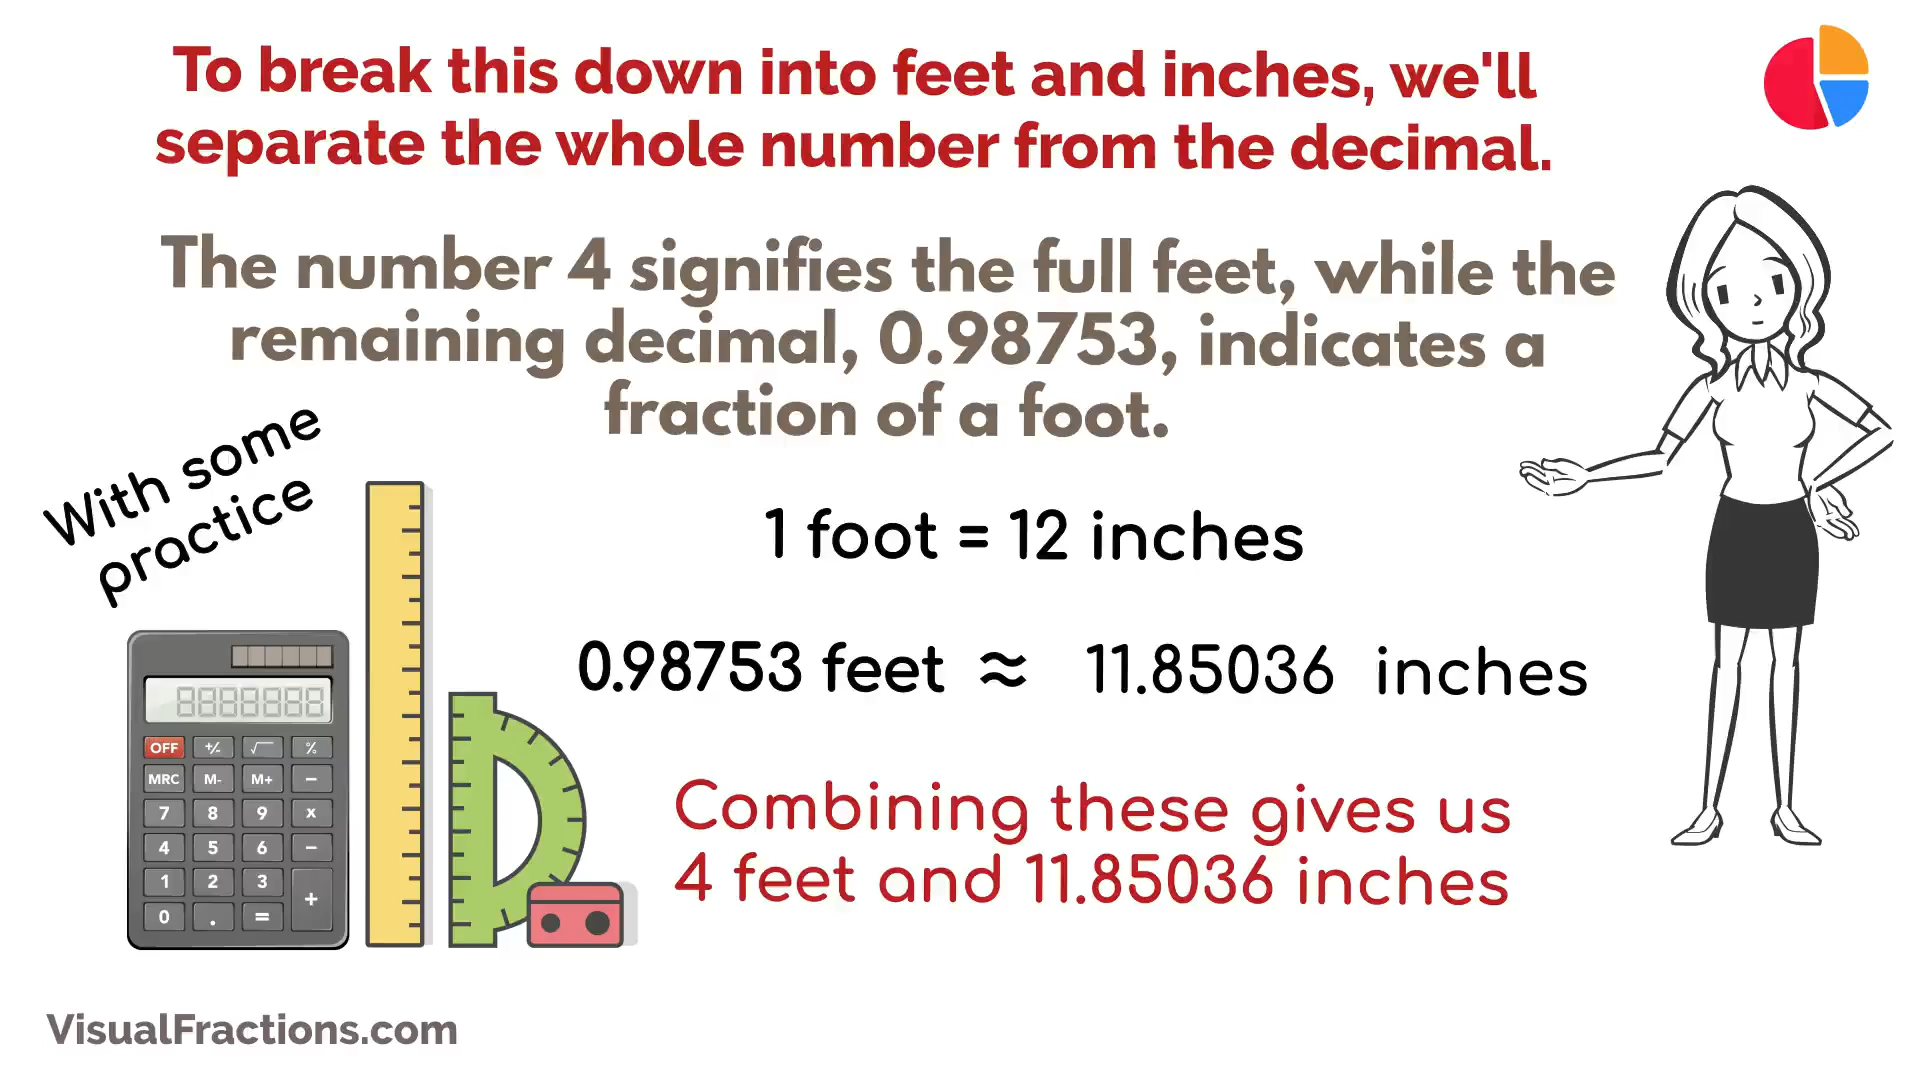 To break this down into feet and inches, we'll
separate the whole number from the decimal.
The number 4 signifies the full feet, while the
remaining decimal, 0.98753, indicates a
fraction of a foot.
With some
practice
1 foot = 12 inches
0.98753 feet ≈ 11.85036 inches
Combining these gives us
4 feet and 11.85036 inches
8888888
OFF +/- √ %
MRC M- M+ −
7 8 9 x
4 5 6 −
1 2 3 +
0 . =
VisualFractions.com